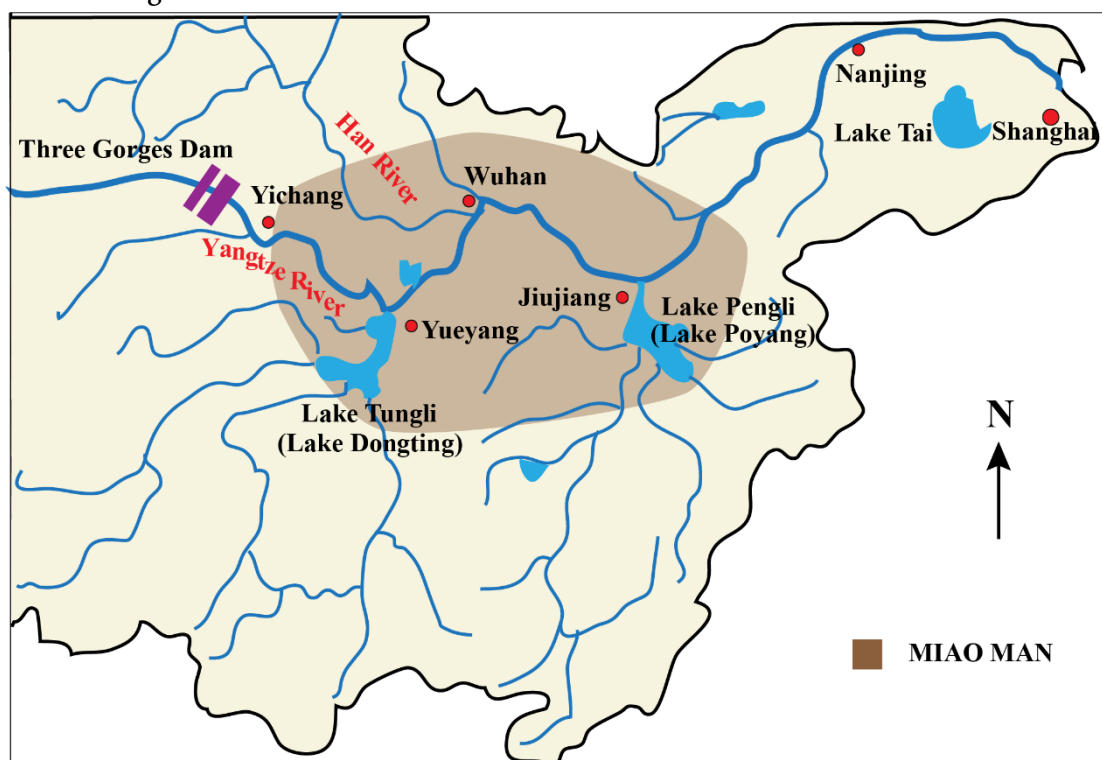 Nanjing
Lake Tai
Shanghai
Han River
Three Gorges Dam
Yichang
Wuhan
Yangtze River
Jiujiang
Lake Pengli
(Lake Poyang)
Yueyang
Lake Tungli
(Lake Dongting)
N
MIAO MAN